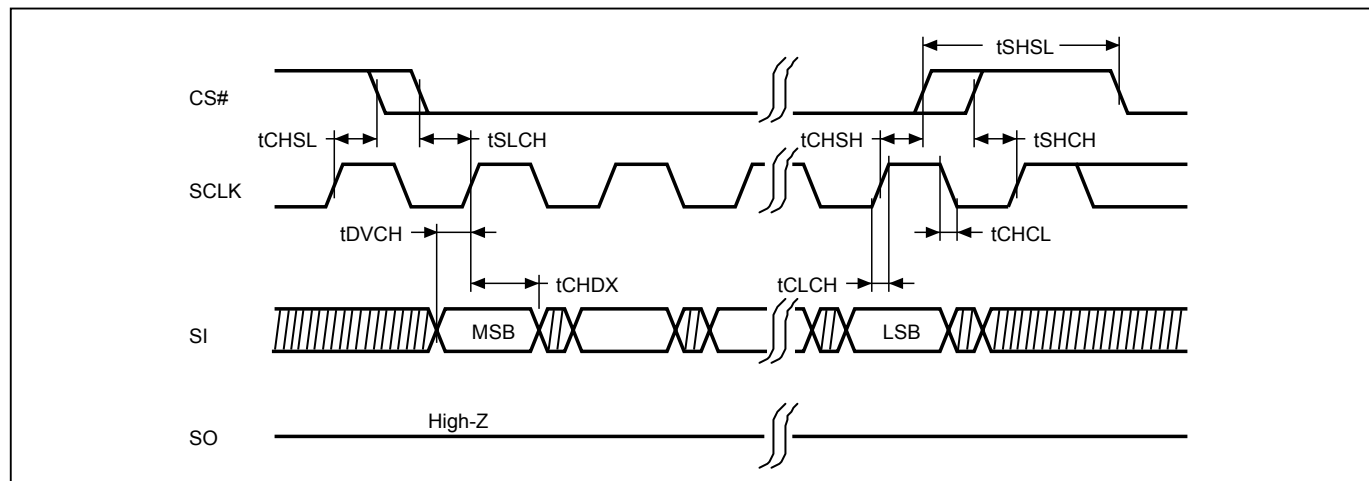 tSHSL
CS#
tCHSL
tSLCH
tCHSH
tSHCH
SCLK
tDVCH
tCHCL
tCHDX
tCLCH
SI
MSB
LSB
High-Z
SO